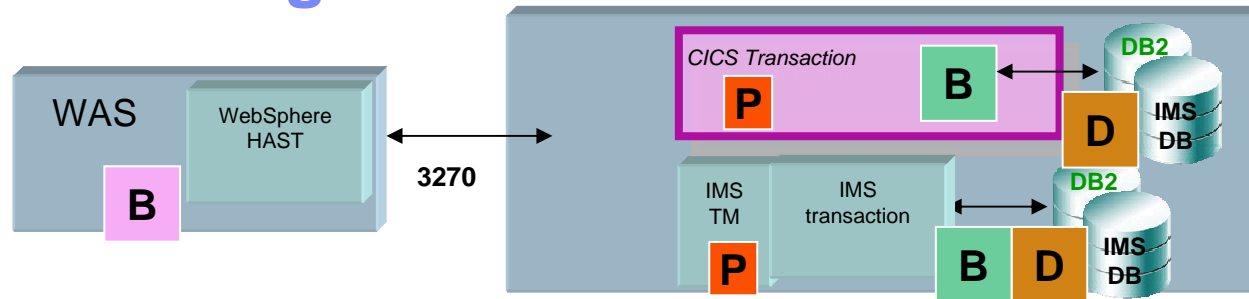 g
WAS
WebSphere
HAST
B
3270
CICS Transaction
P
B
DB2
IMS
DB
D
IMS
TM
P
IMS
transaction
B
D
DB2
IMS
DB